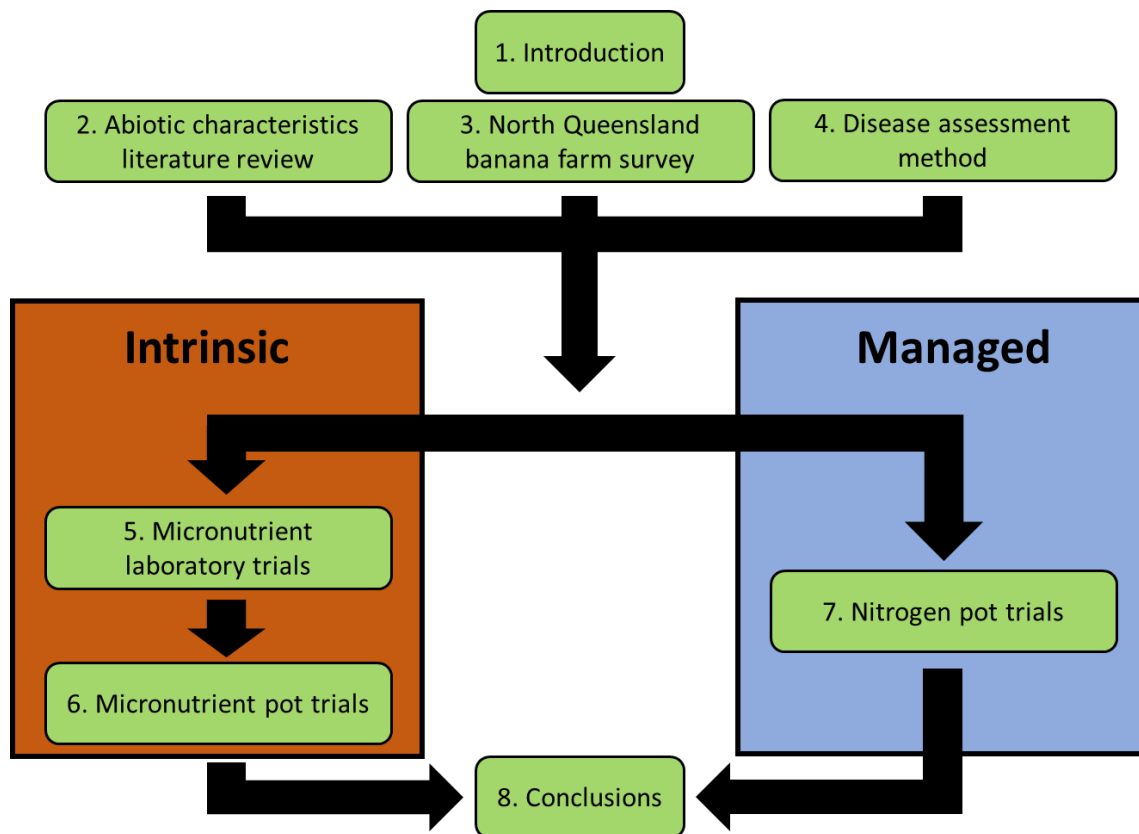 1. Introduction
2. Abiotic characteristics
literature review
3. North Queensland
banana farm survey
4. Disease assessment
method
Intrinsic
Managed
5. Micronutrient
laboratory trials
6. Micronutrient pot trials
7. Nitrogen pot trials
8. Conclusions